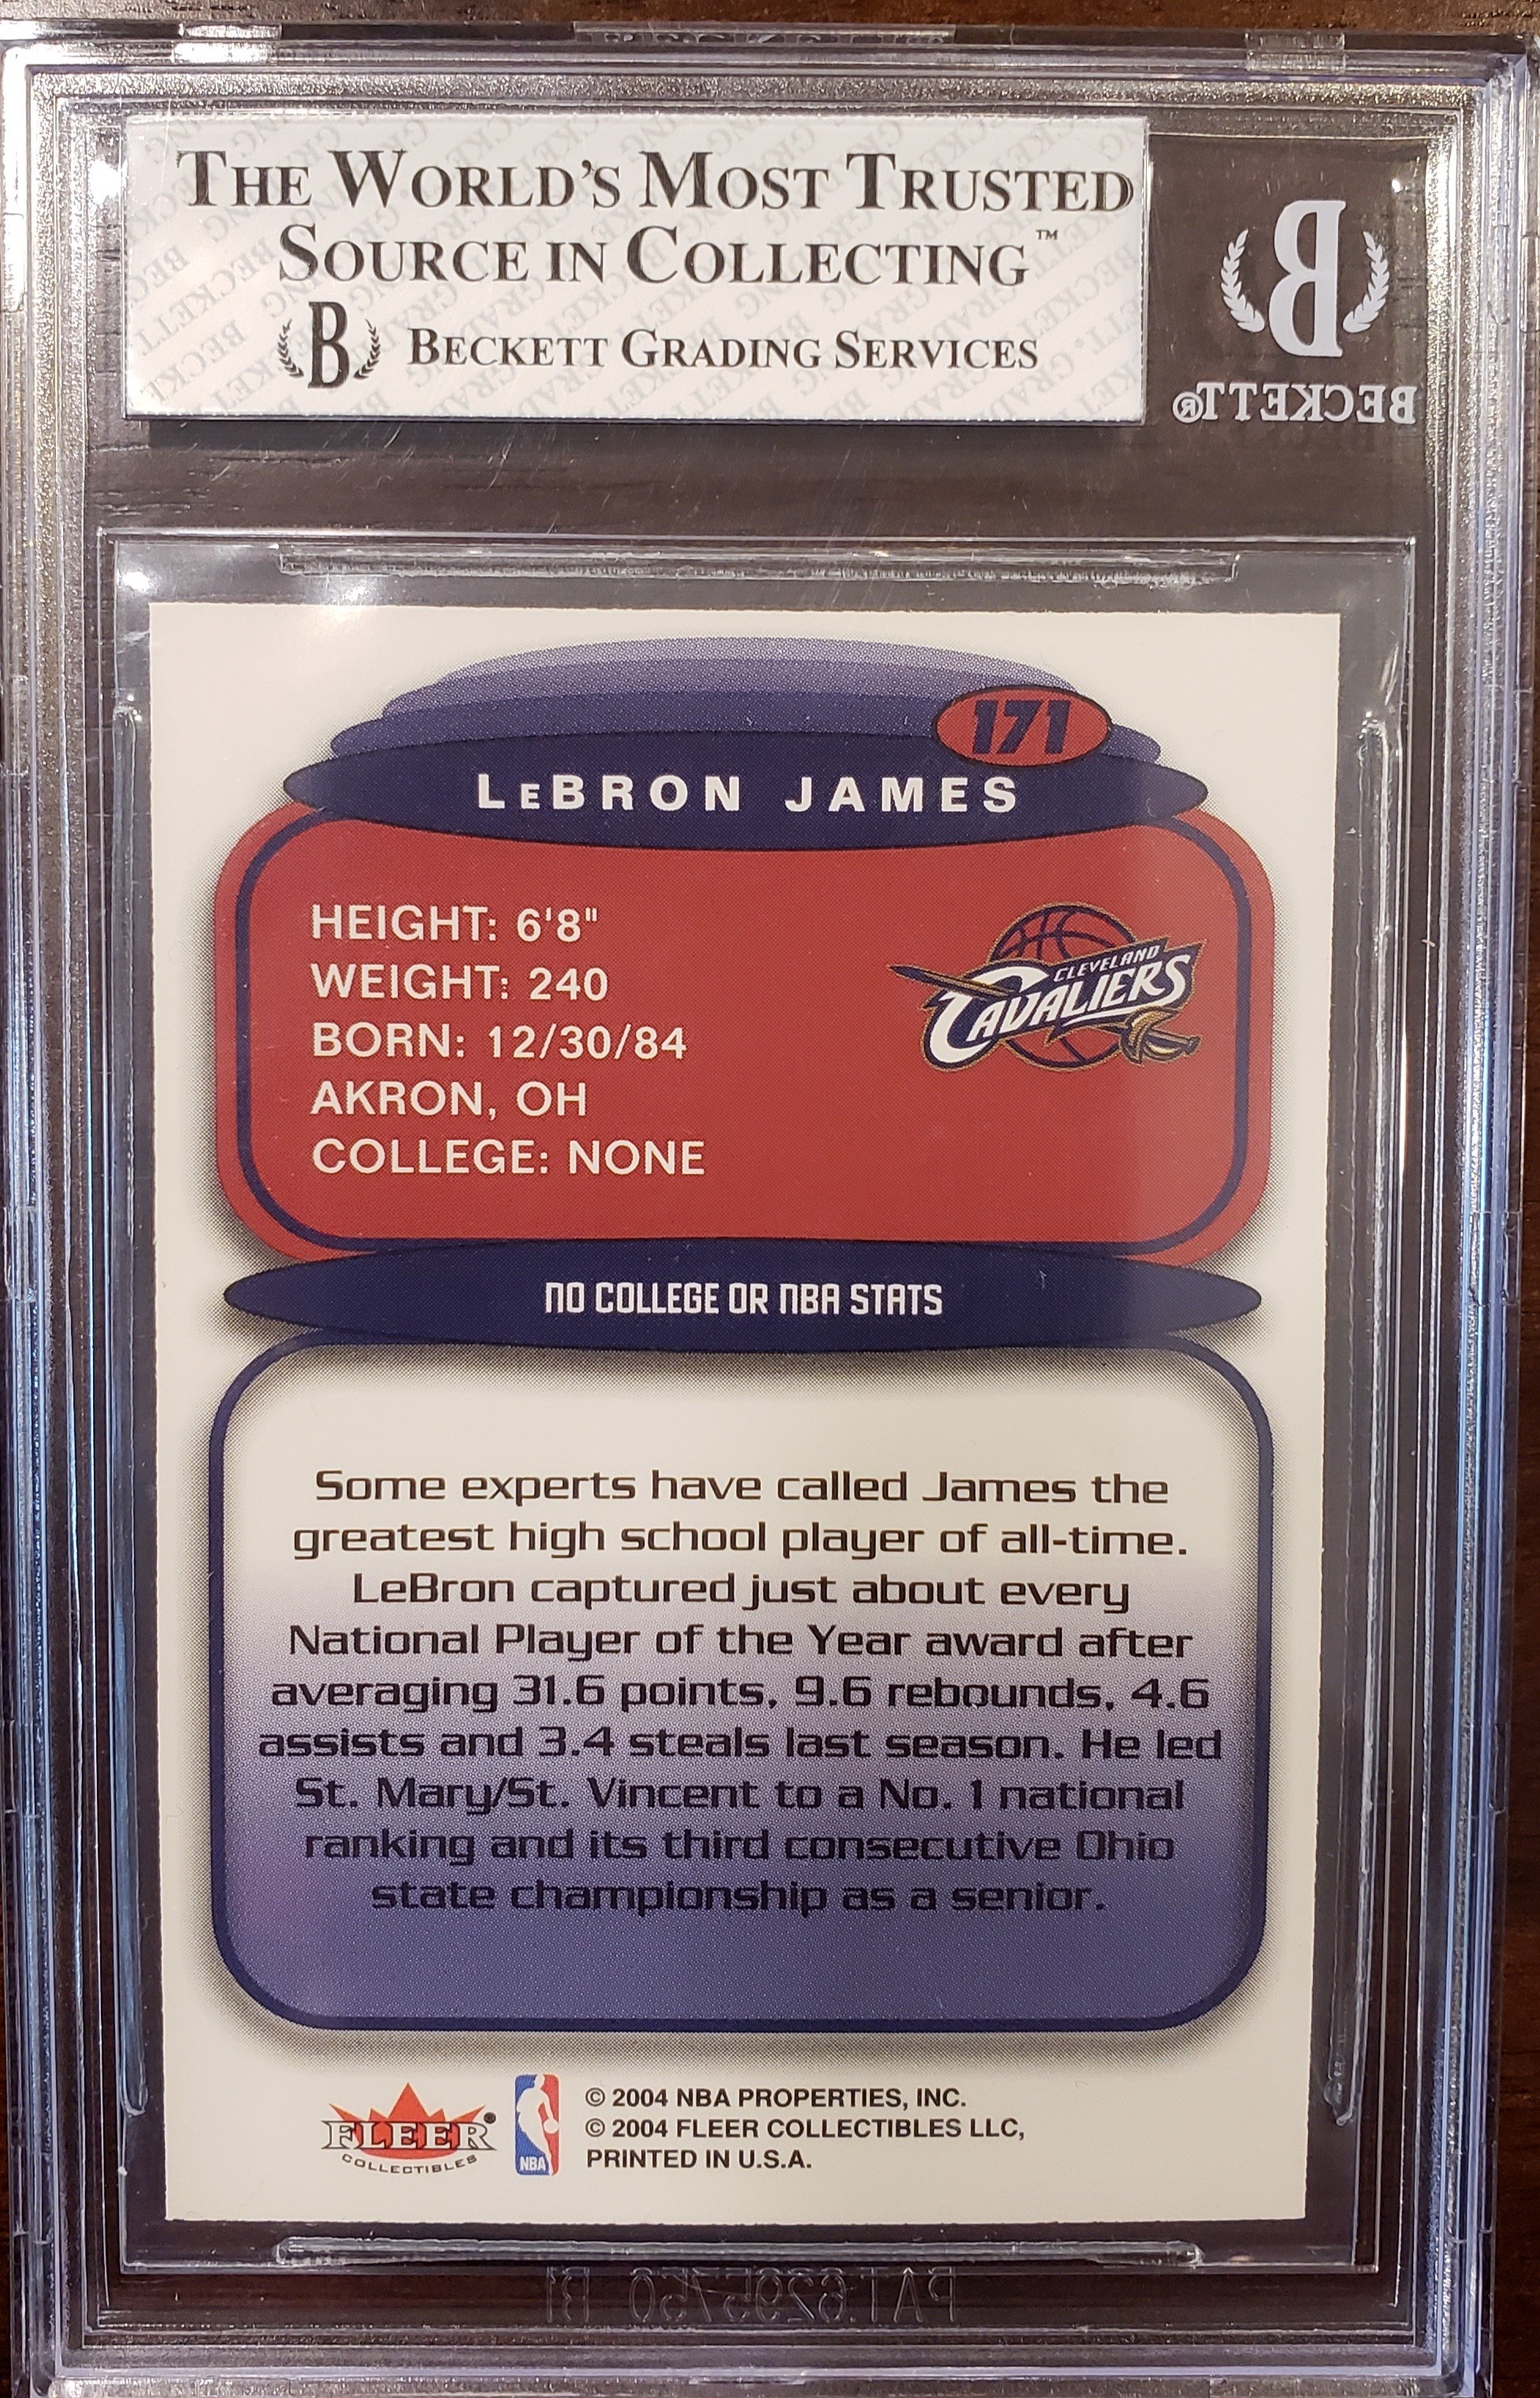 THE WORLD'S MOST TRUSTED
SOURCE IN COLLECTING™
B BECKETT GRADING SERVICES
B
BECKETT®
171
LeBRON JAMES
HEIGHT: 6'8"
WEIGHT: 240
BORN: 12/30/84
AKRON, OH
COLLEGE: NONE
CLEVELAND
CAVALIERS
NO COLLEGE OR NBA STATS
Some experts have called James the
greatest high school player of all-time.
LeBron captured just about every
National Player of the Year award after
averaging 31.6 points, 9.6 rebounds, 4.6
assists and 3.4 steals last season. He led
St. Mary/St. Vincent to a No. 1 national
ranking and its third consecutive Ohio
state championship as a senior.
FLEER®
COLLECTIBLES
NBA
© 2004 NBA PROPERTIES, INC.
© 2004 FLEER COLLECTIBLES LLC,
PRINTED IN U.S.A.
PAT.6295750 B1